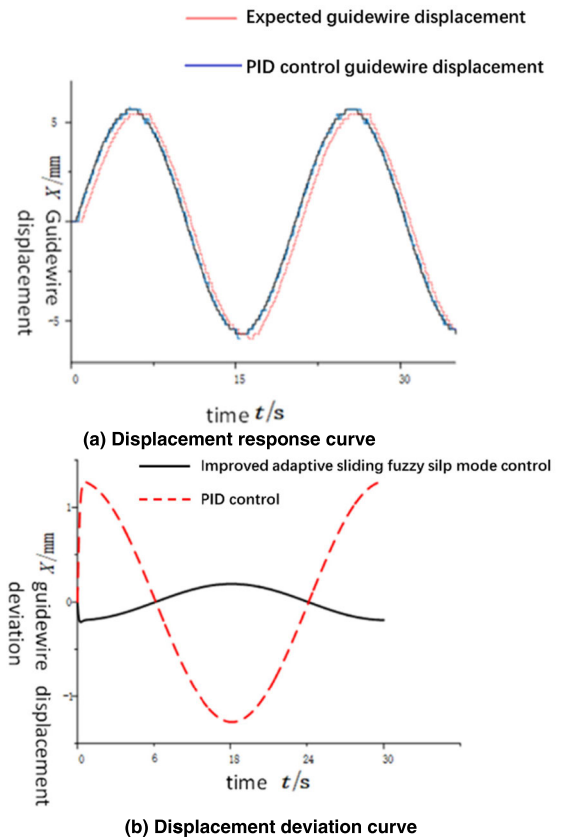 Expected guidewire displacement
PID control guidewire displacement
5
-5
X/mm Guidewire
displacement
0
15
30
time t/s
(a) Displacement response curve
Improved adaptive sliding fuzzy silp mode control
PID control
1
0
-1
X/mm guidewire displacement
deviation
0
6
18
24
30
time t/s
(b) Displacement deviation curve